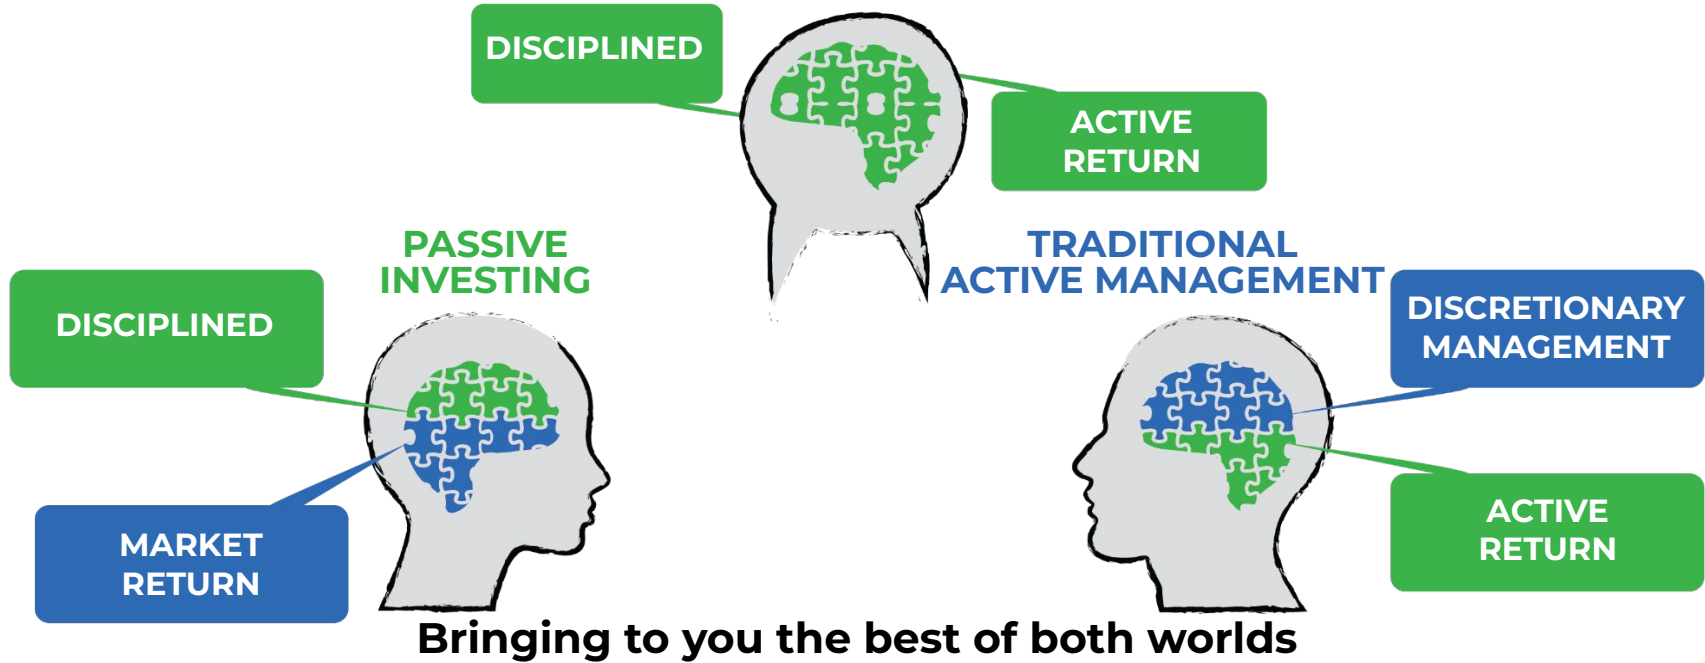 DISCIPLINED
ACTIVE
RETURN
PASSIVE
INVESTING
DISCIPLINED
MARKET
RETURN
TRADITIONAL
ACTIVE MANAGEMENT
DISCRETIONARY
MANAGEMENT
ACTIVE
RETURN
Bringing to you the best of both worlds